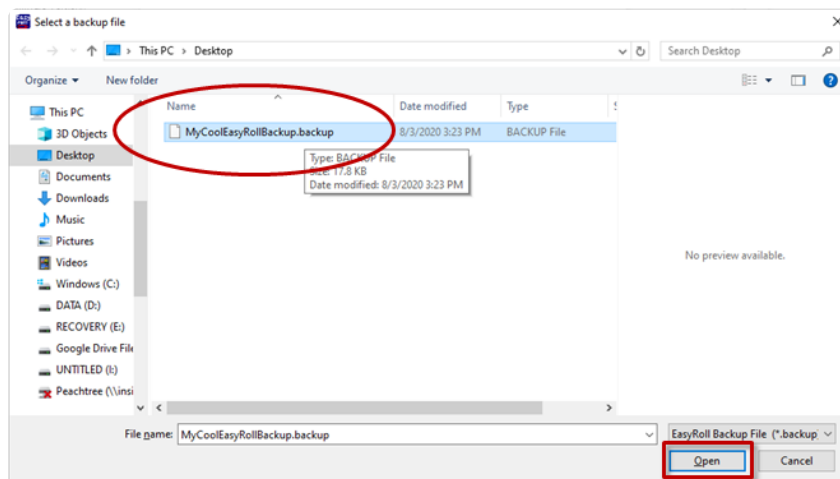 Select a backup file
This PC > Desktop
Search Desktop
Organize
New folder
Name
Date modified
Type
This PC
3D Objects
Desktop
Documents
Downloads
Music
Pictures
Videos
Windows (C:)
DATA (D:)
RECOVERY (E:)
Google Drive File
UNTITLED (I:)
Peachtree (\\insi
MyCoolEasyRollBackup.backup
8/3/2020 3:23 PM
BACKUP File
Type: BACKUP File
Size: 17.8 KB
Date modified: 8/3/2020 3:23 PM
No preview available.
File name:
MyCoolEasyRollBackup.backup
EasyRoll Backup File (*.backup
Open
Cancel